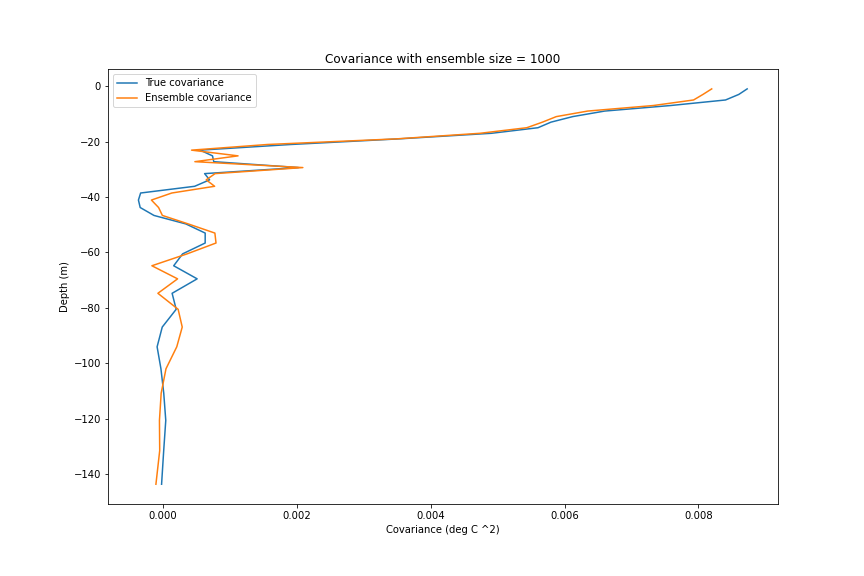 Covariance with ensemble size = 1000
True covariance
Ensemble covariance
0
−20
−40
−60
−80
−100
−120
−140
Depth (m)
0.000 0.002 0.004 0.006 0.008
Covariance (deg C ^2)